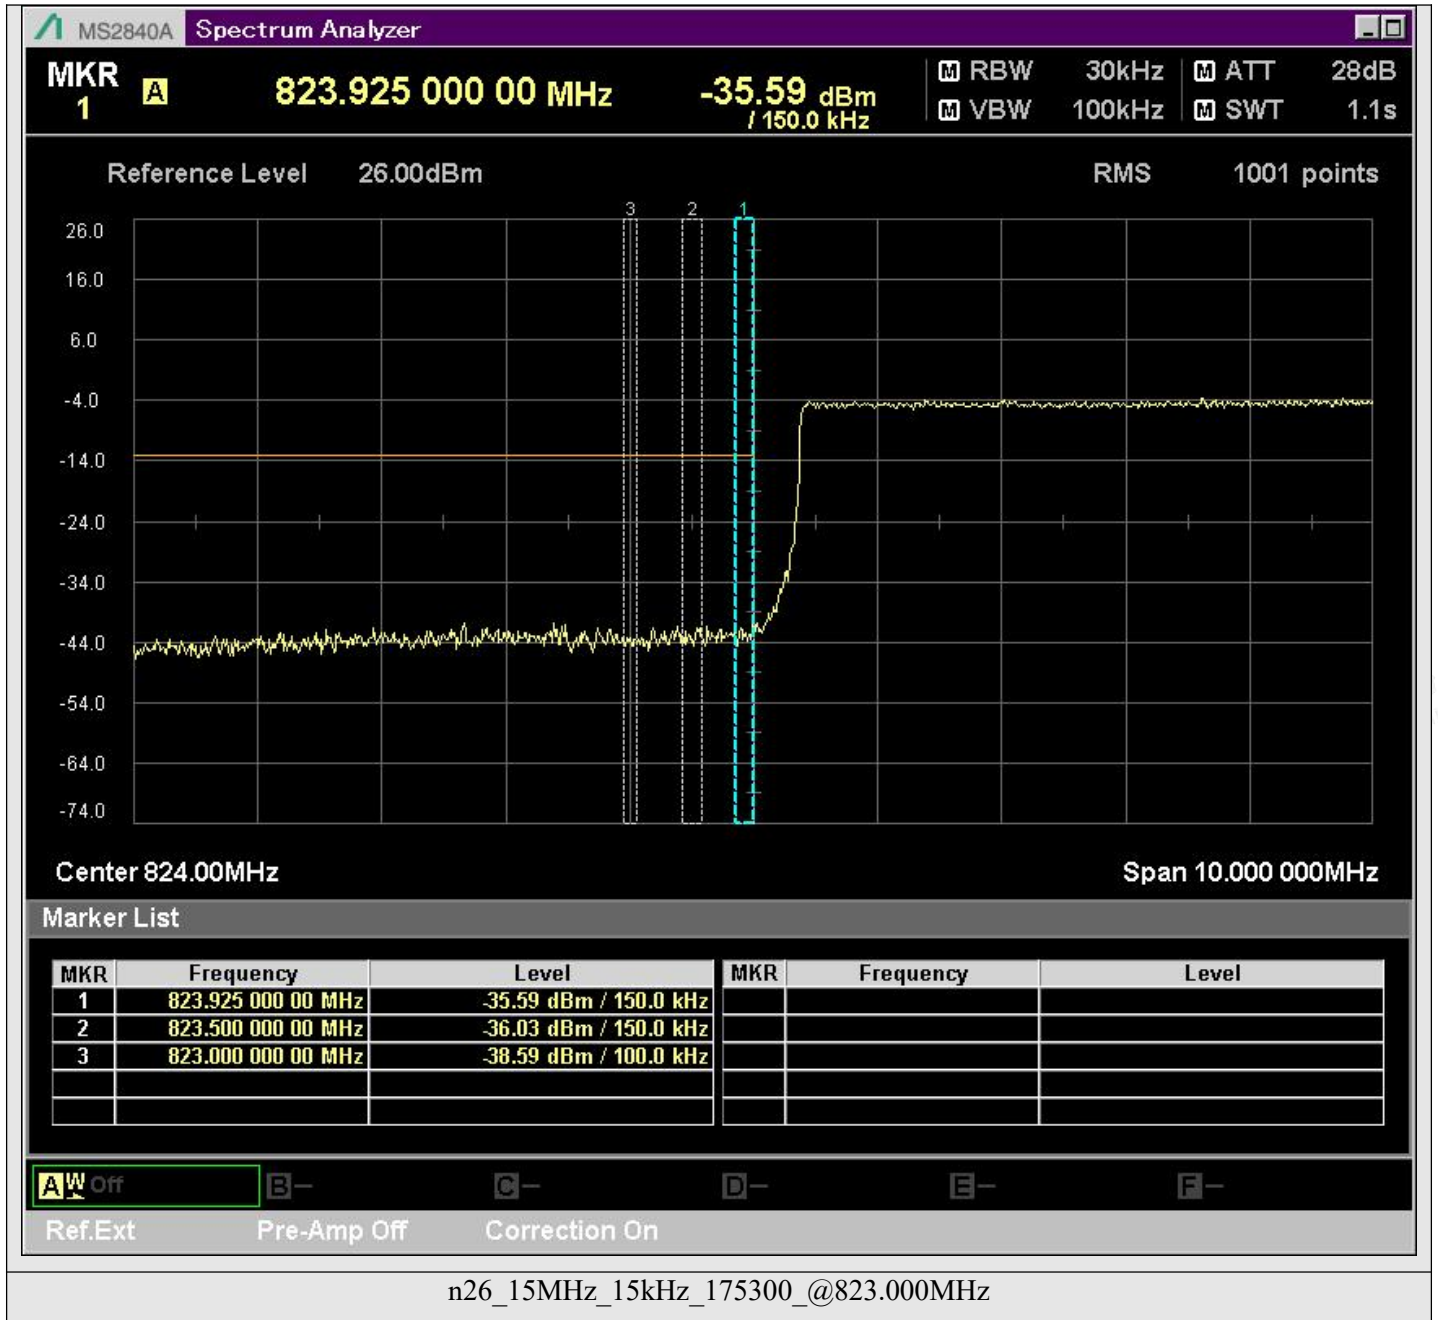 MS2840A Spectrum Analyzer
MKR 1 A 823.925 000 00 MHz -35.59 dBm / 150.0 kHz
M RBW 30kHz M ATT 28dB
M VBW 100kHz M SWT 1.1s
Reference Level 26.00dBm RMS 1001 points
3 2 1
26.0
16.0
6.0
-4.0
-14.0
-24.0
-34.0
-44.0
-54.0
-64.0
-74.0
Center 824.00MHz Span 10.000 000MHz
Marker List
MKR Frequency Level MKR Frequency Level
1 823.925 000 00 MHz -35.59 dBm / 150.0 kHz
2 823.500 000 00 MHz -36.03 dBm / 150.0 kHz
3 823.000 000 00 MHz -38.59 dBm / 100.0 kHz
A W Off B - C - D - E - F -
Ref.Ext Pre-Amp Off Correction On
n26_15MHz_15kHz_175300_@823.000MHz